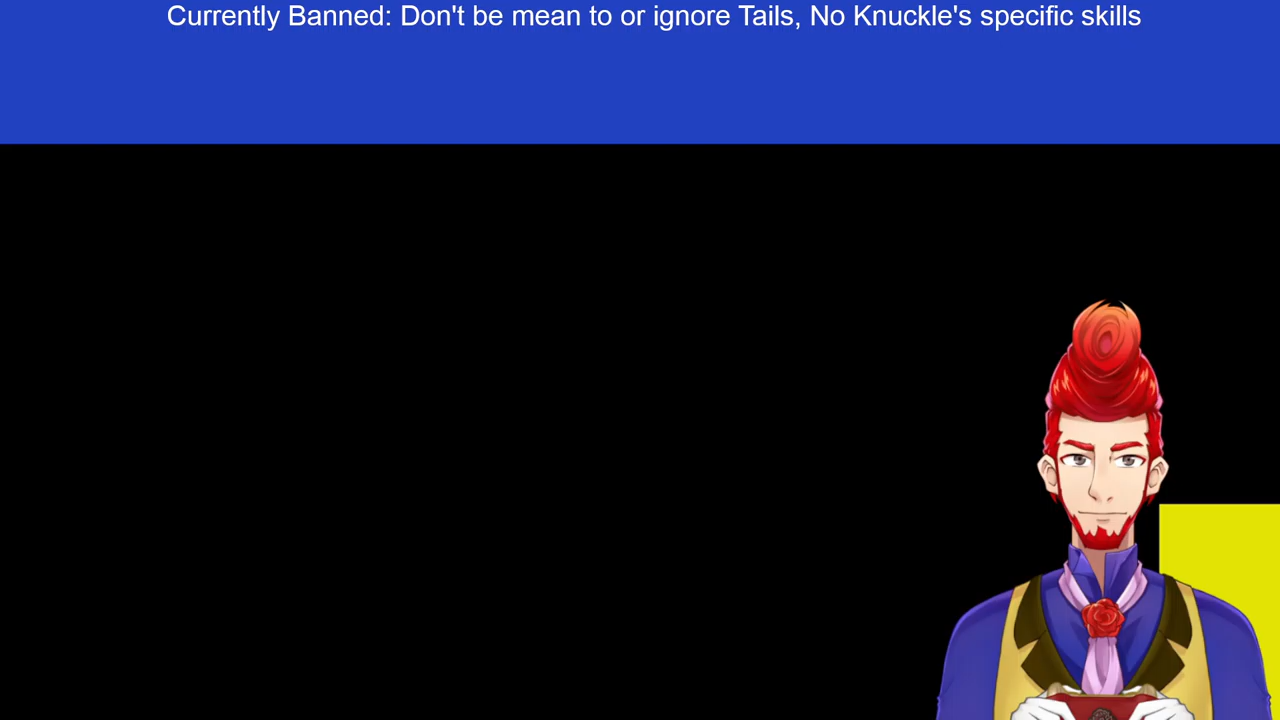 Currently Banned: Don't be mean to or ignore Tails, No Knuckle's specific skills